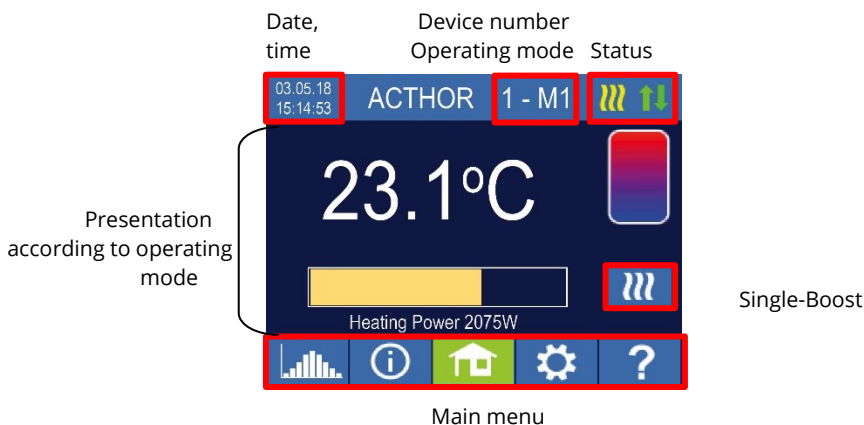 Date,
time
Device number
Operating mode
Status
03.05.18
15:14:53
ACTHOR
1 - M1
23.1°C
Presentation
according to operating
mode
Single-Boost
Heating Power 2075W
?
Main menu